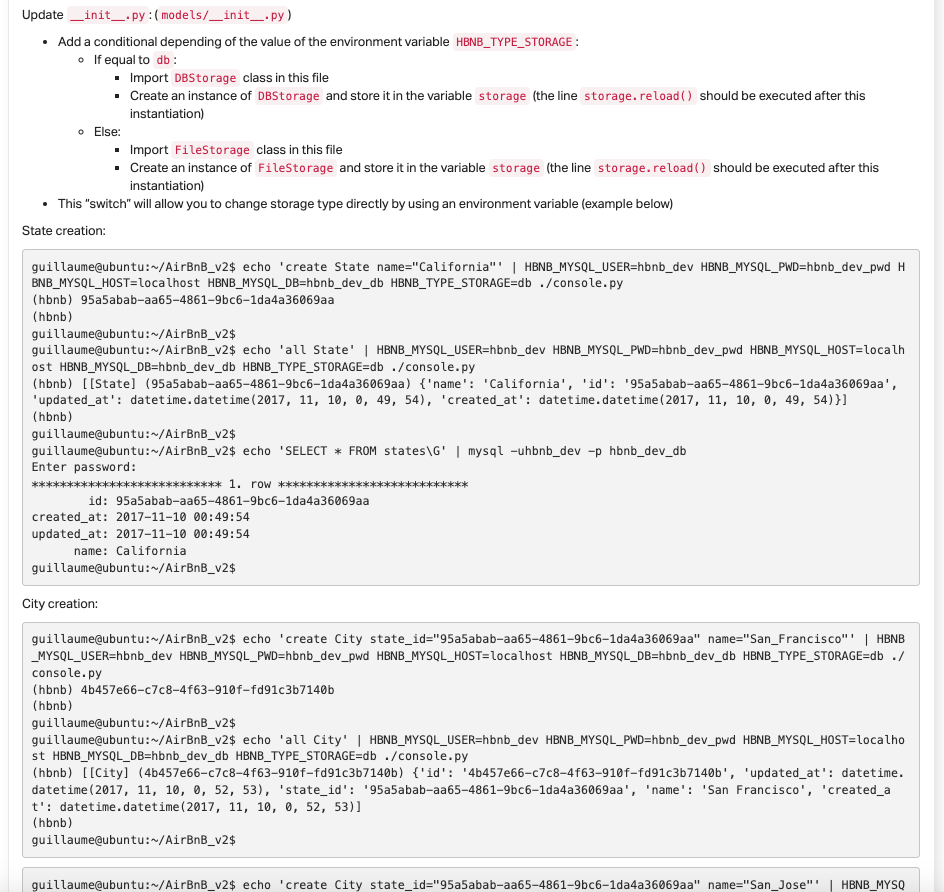 Update __init__.py : ( models/__init__.py )
Add a conditional depending of the value of the environment variable HBNB_TYPE_STORAGE :
If equal to db :
Import DBStorage class in this file
Create an instance of DBStorage and store it in the variable storage (the line storage.reload() should be executed after this
instantiation)
Else:
Import FileStorage class in this file
Create an instance of FileStorage and store it in the variable storage (the line storage.reload() should be executed after this
instantiation)
This "switch" will allow you to change storage type directly by using an environment variable (example below)
State creation:
guillaume@ubuntu:~/AirBnB_v2$ echo 'create State name="California"' | HBNB_MYSQL_USER=hbnb_dev HBNB_MYSQL_PWD=hbnb_dev_pwd H
BNB_MYSQL_HOST=localhost HBNB_MYSQL_DB=hbnb_dev_db HBNB_TYPE_STORAGE=db ./console.py
(hbnb) 95a5abab-aa65-4861-9bc6-1da4a36069aa
(hbnb)
guillaume@ubuntu:~/AirBnB_v2$
guillaume@ubuntu:~/AirBnB_v2$ echo 'all State' | HBNB_MYSQL_USER=hbnb_dev HBNB_MYSQL_PWD=hbnb_dev_pwd HBNB_MYSQL_HOST=localh
ost HBNB_MYSQL_DB=hbnb_dev_db HBNB_TYPE_STORAGE=db ./console.py
(hbnb) [[State] (95a5abab-aa65-4861-9bc6-1da4a36069aa) {'name': 'California', 'id': '95a5abab-aa65-4861-9bc6-1da4a36069aa',
'updated_at': datetime.datetime(2017, 11, 10, 0, 49, 54), 'created_at': datetime.datetime(2017, 11, 10, 0, 49, 54)}]
(hbnb)
guillaume@ubuntu:~/AirBnB_v2$
guillaume@ubuntu:~/AirBnB_v2$ echo 'SELECT * FROM states\G' | mysql -uhbnb_dev -p hbnb_dev_db
Enter password:
*************************** 1. row ***************************
id: 95a5abab-aa65-4861-9bc6-1da4a36069aa
created_at: 2017-11-10 00:49:54
updated_at: 2017-11-10 00:49:54
name: California
guillaume@ubuntu:~/AirBnB_v2$
City creation:
guillaume@ubuntu:~/AirBnB_v2$ echo 'create City state_id="95a5abab-aa65-4861-9bc6-1da4a36069aa" name="San_Francisco"' | HBNB
_MYSQL_USER=hbnb_dev HBNB_MYSQL_PWD=hbnb_dev_pwd HBNB_MYSQL_HOST=localhost HBNB_MYSQL_DB=hbnb_dev_db HBNB_TYPE_STORAGE=db ./
console.py
(hbnb) 4b457e66-c7c8-4f63-910f-fd91c3b7140b
(hbnb)
guillaume@ubuntu:~/AirBnB_v2$
guillaume@ubuntu:~/AirBnB_v2$ echo 'all City' | HBNB_MYSQL_USER=hbnb_dev HBNB_MYSQL_PWD=hbnb_dev_pwd HBNB_MYSQL_HOST=localho
st HBNB_MYSQL_DB=hbnb_dev_db HBNB_TYPE_STORAGE=db ./console.py
(hbnb) [[City] (4b457e66-c7c8-4f63-910f-fd91c3b7140b) {'id': '4b457e66-c7c8-4f63-910f-fd91c3b7140b', 'updated_at': datetime.
datetime(2017, 11, 10, 0, 52, 53), 'state_id': '95a5abab-aa65-4861-9bc6-1da4a36069aa', 'name': 'San Francisco', 'created_a
t': datetime.datetime(2017, 11, 10, 0, 52, 53)]
(hbnb)
guillaume@ubuntu:~/AirBnB_v2$
guillaume@ubuntu:~/AirBnB_v2$ echo 'create City state_id="95a5abab-aa65-4861-9bc6-1da4a36069aa" name="San_Jose"' | HBNB_MYSQ